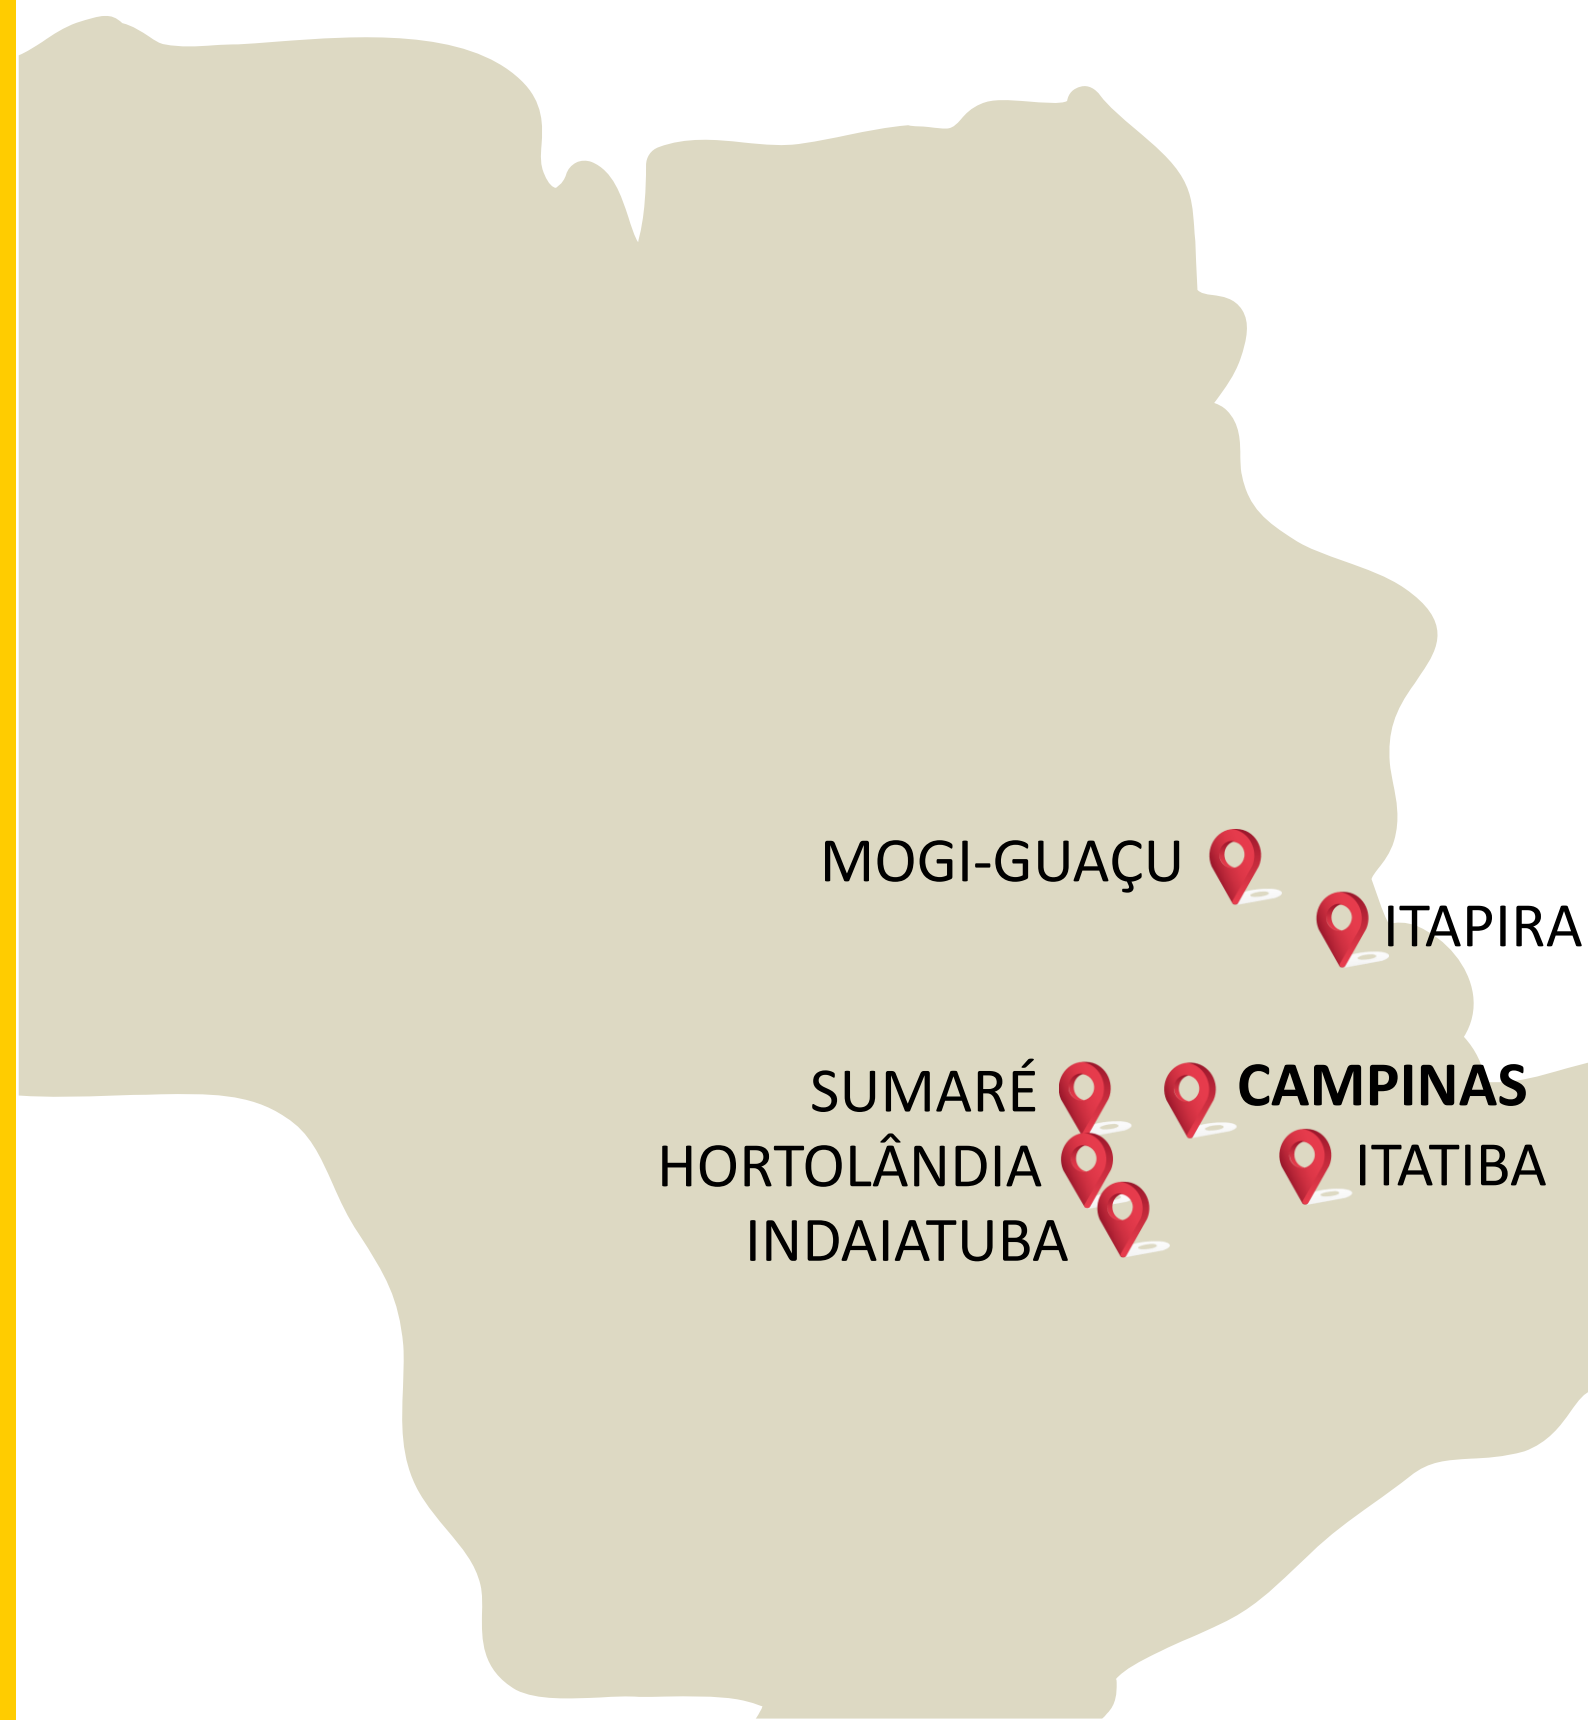 MOGI-GUAÇU
ITAPIRA
SUMARÉ
CAMPINAS
HORTOLÂNDIA
ITATIBA
INDAIATUBA